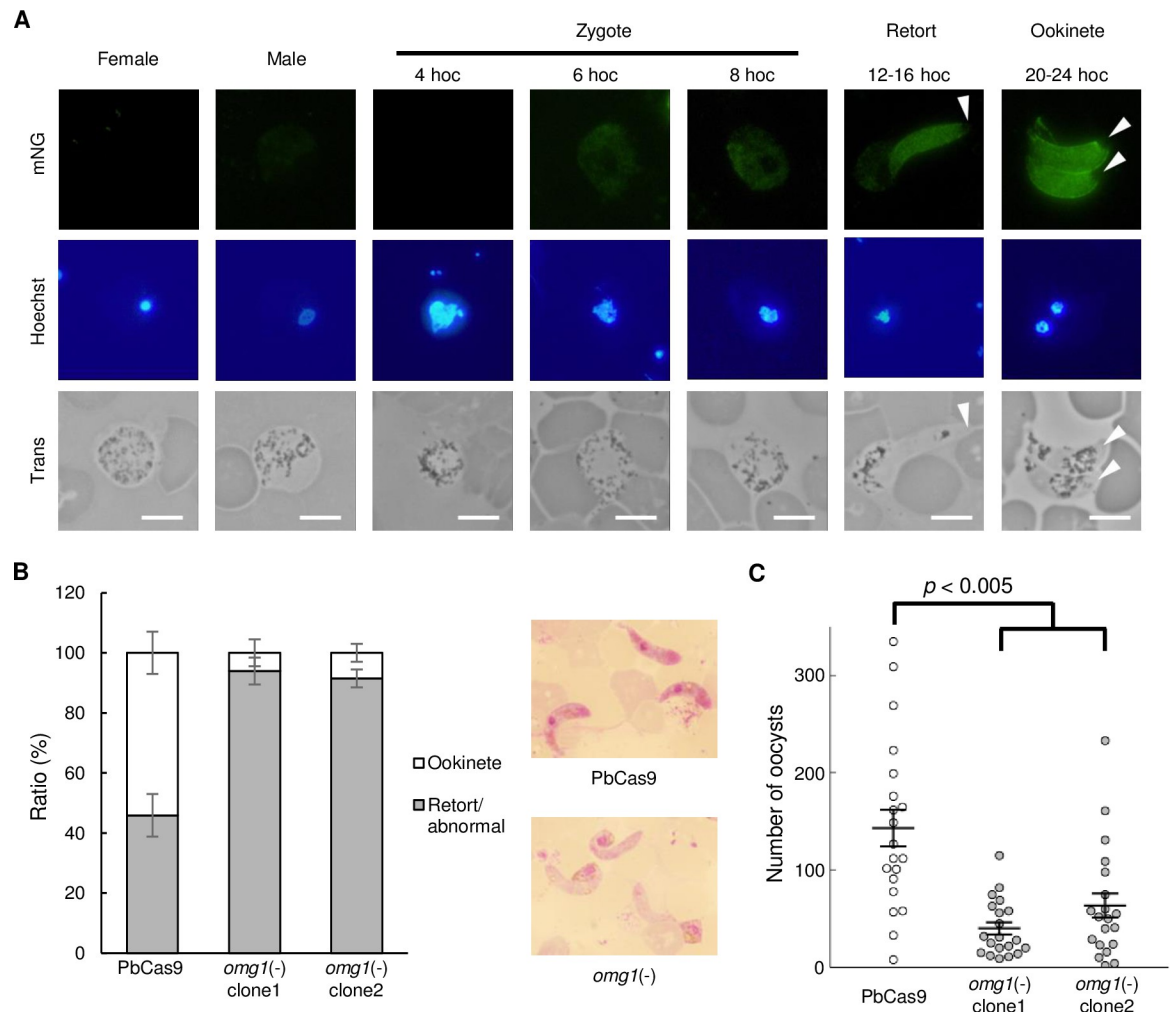 A
Zygote
Retort
Ookinete
Female
Male
4 hoc
6 hoc
8 hoc
12-16 hoc
20-24 hoc
mNG
Hoechst
Trans
B
120
100
80
60
40
20
0
Ratio (%)
PbCas9
omg1(-)
clone1
omg1(-)
clone2
Ookinete
Retort/
abnormal
PbCas9
omg1(-)
C
p < 0.005
300
200
100
0
Number of oocysts
PbCas9
omg1(-)
clone1
omg1(-)
clone2